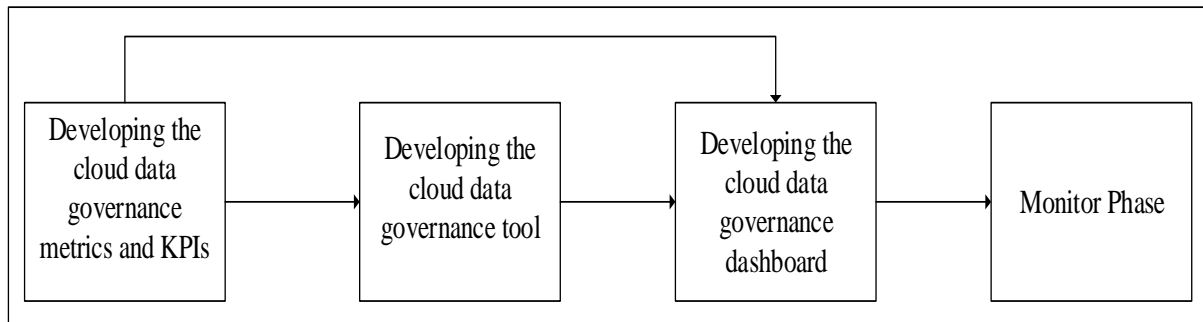 Developing the
cloud data
governance
metrics and KPIs
Developing the
cloud data
governance tool
Developing the
cloud data
governance
dashboard
Monitor Phase